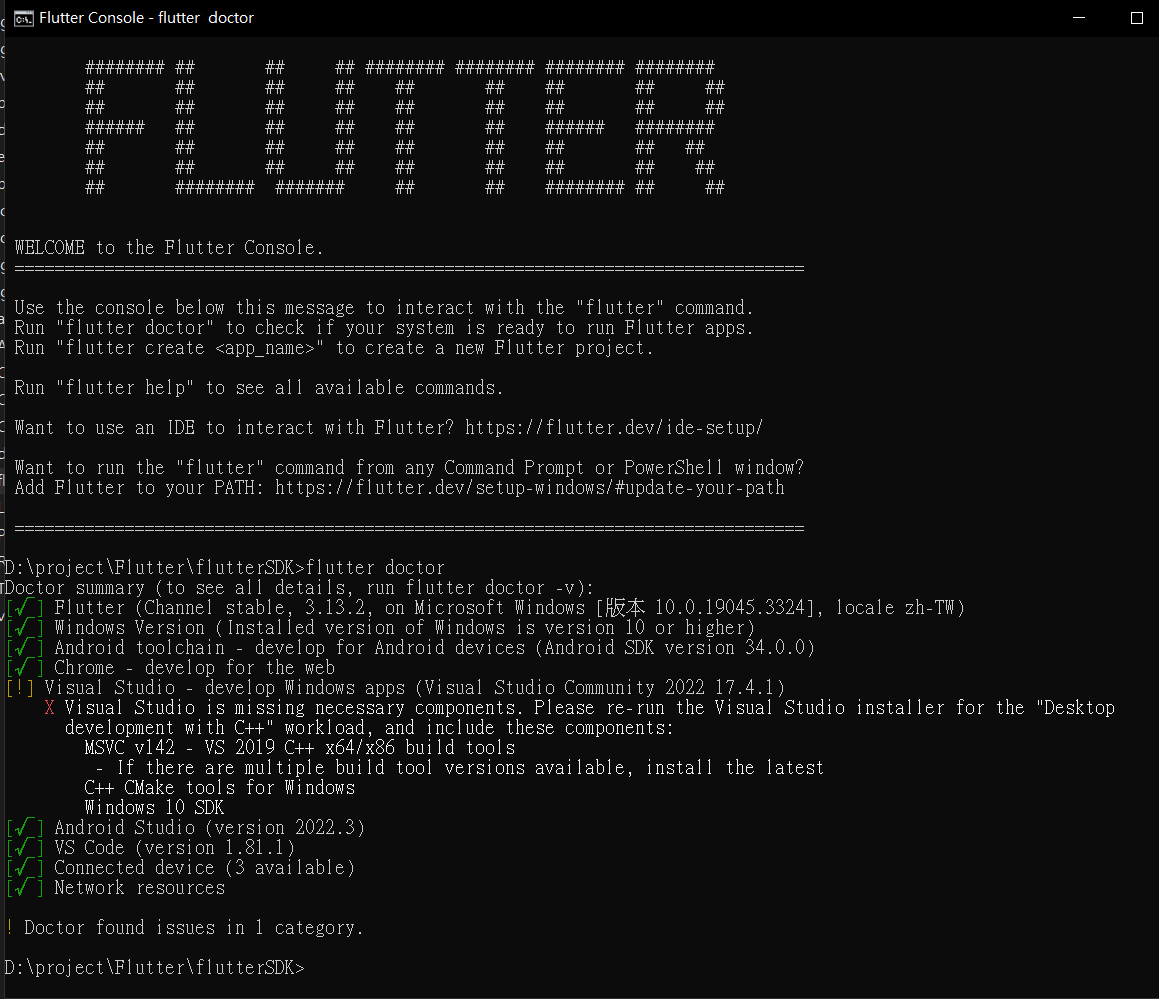 Flutter Console - flutter  doctor
######## ##       ##     ## ######## ######## ######## ########
##       ##       ##     ##    ##       ##    ##       ##     ##
##       ##       ##     ##    ##       ##    ##       ##     ##
######   ##       ##     ##    ##       ##    ######   ########
##       ##       ##     ##    ##       ##    ##       ##   ##
##       ##       ##     ##    ##       ##    ##       ##    ##
##       ########  #######     ##       ##    ######## ##     ##
WELCOME to the Flutter Console.
===============================================================================
Use the console below this message to interact with the "flutter" command.
Run "flutter doctor" to check if your system is ready to run Flutter apps.
Run "flutter create <app_name>" to create a new Flutter project.
Run "flutter help" to see all available commands.
Want to use an IDE to interact with Flutter? https://flutter.dev/ide-setup/
Want to run the "flutter" command from any Command Prompt or PowerShell window?
Add Flutter to your PATH: https://flutter.dev/setup-windows/#update-your-path
===============================================================================
D:\project\Flutter\flutterSDK>flutter doctor
Doctor summary (to see all details, run flutter doctor -v):
[√] Flutter (Channel stable, 3.13.2, on Microsoft Windows [版本 10.0.19045.3324], locale zh-TW)
[√] Windows Version (Installed version of Windows is version 10 or higher)
[√] Android toolchain - develop for Android devices (Android SDK version 34.0.0)
[√] Chrome - develop for the web
[!] Visual Studio - develop Windows apps (Visual Studio Community 2022 17.4.1)
X Visual Studio is missing necessary components. Please re-run the Visual Studio installer for the "Desktop
development with C++" workload, and include these components:
MSVC v142 - VS 2019 C++ x64/x86 build tools
- If there are multiple build tool versions available, install the latest
C++ CMake tools for Windows
Windows 10 SDK
[√] Android Studio (version 2022.3)
[√] VS Code (version 1.81.1)
[√] Connected device (3 available)
[√] Network resources
! Doctor found issues in 1 category.
D:\project\Flutter\flutterSDK>